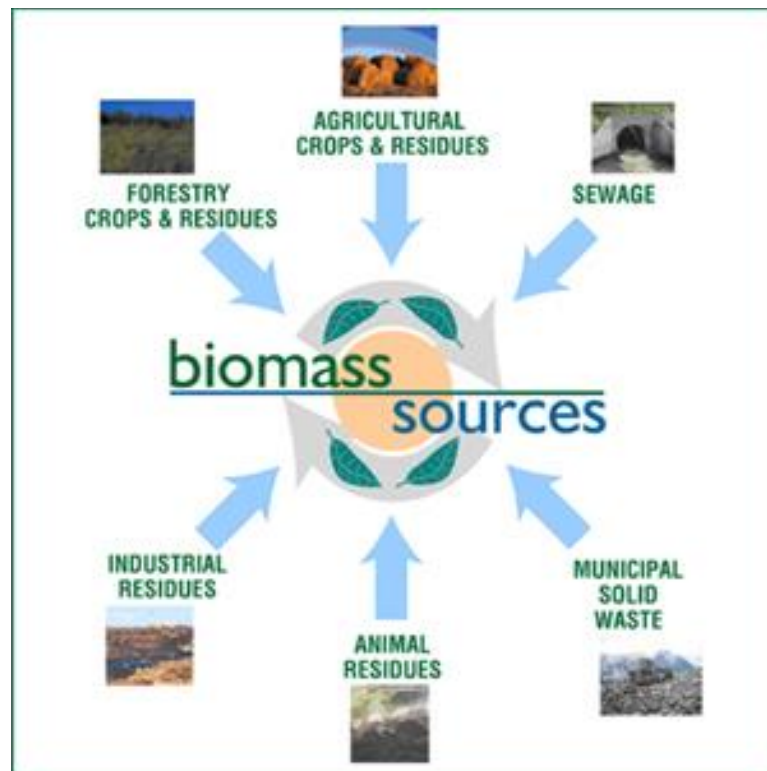 AGRICULTURAL
CROPS & RESIDUES
FORESTRY
CROPS & RESIDUES
SEWAGE
biomass
sources
INDUSTRIAL
RESIDUES
ANIMAL
RESIDUES
MUNICIPAL
SOLID
WASTE